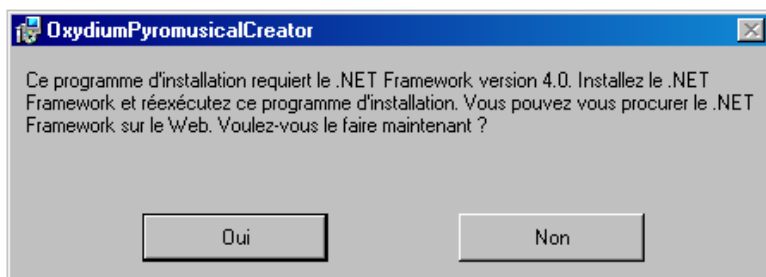 OxydiumPyromusicalCreator
Ce programme d'installation requiert le .NET Framework version 4.0. Installez le .NET
Framework et réexécutez ce programme d'installation. Vous pouvez vous procurer le .NET
Framework sur le Web. Voulez-vous le faire maintenant ?
Oui
Non